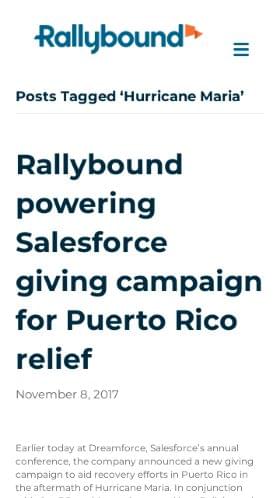 Rallybound
Posts Tagged ‘Hurricane Maria’
Rallybound
powering
Salesforce
giving campaign
for Puerto Rico
relief
November 8, 2017
Earlier today at Dreamforce, Salesforce’s annual
conference, the company announced a new giving
campaign to aid recovery efforts in Puerto Rico in
the aftermath of Hurricane Maria. In conjunction